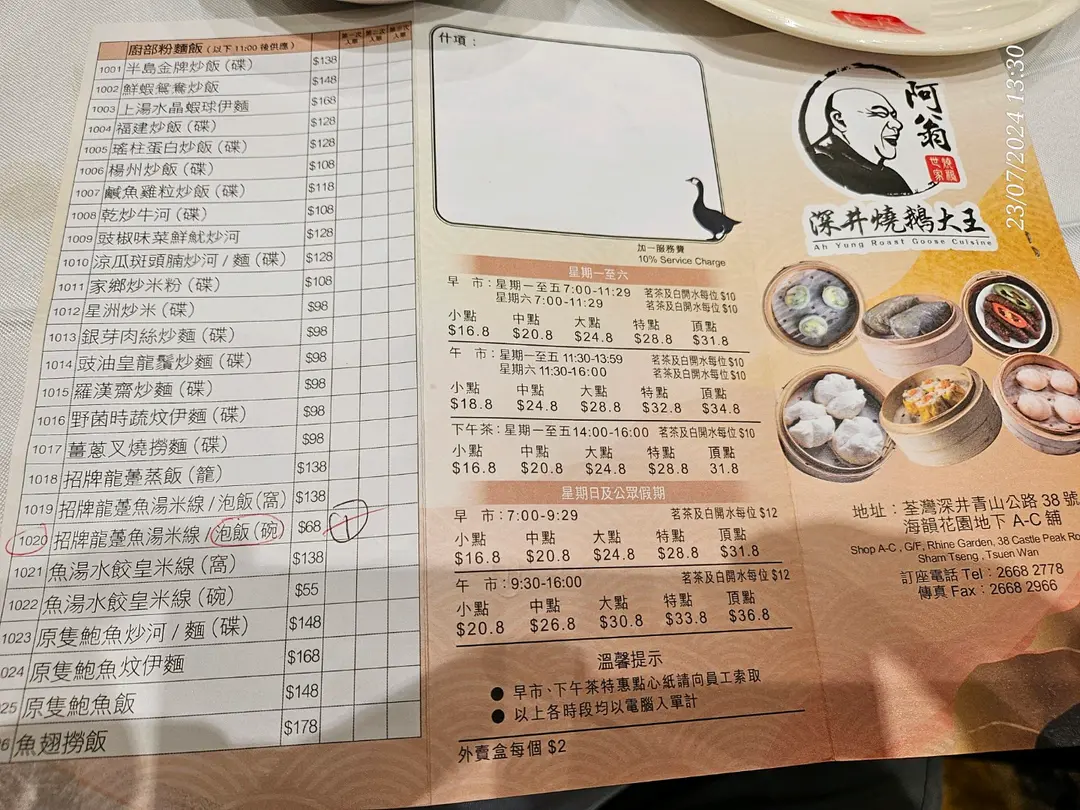 廚部粉麵飯 (以下 11:00 後供應) 第一次入單 第二次入單 第三次入單
1001 半島金牌炒飯 (碟) $138
1002 鮮蝦鴛鴦炒飯 $148
1003 上湯水晶蝦球伊麵 $168
1004 福建炒飯 (碟) $128
1005 瑤柱蛋白炒飯 (碟) $128
1006 楊州炒飯 (碟) $108
1007 鹹魚雞粒炒飯 (碟) $118
1008 乾炒牛河 (碟) $108
1009 豉椒味菜鮮魷炒河 $128
1010 涼瓜斑頭腩炒河 / 麵 (碟) $128
1011 家鄉炒米粉 (碟) $108
1012 星洲炒米 (碟) $98
1013 銀芽肉絲炒麵 (碟) $98
1014 豉油皇龍鬚炒麵 (碟) $98
1015 羅漢齋炒麵 (碟) $98
1016 野菌時蔬炆伊麵 (碟) $98
1017 薑蔥叉燒撈麵 (碟) $98
1018 招牌龍躉蒸飯 (籠) $138
1019 招牌龍躉魚湯米線 / 泡飯 (窩) $138
1020 招牌龍躉魚湯米線 / 泡飯 (碗) $68 1
1021 魚湯水餃皇米線 (窩) $138
1022 魚湯水餃皇米線 (碗) $55
1023 原隻鮑魚炒河 / 麵 (碟) $148
024 原隻鮑魚炆伊麵 $168
25 原隻鮑魚飯 $148
6 魚翅撈飯 $178
什項 :
加一服務費
10% Service Charge
星期一至六
早 市 : 星期一至五 7:00-11:29 茗茶及白開水每位 $10
星期六 7:00-11:29 茗茶及白開水每位 $10
小點 中點 大點 特點 頂點
$16.8 $20.8 $24.8 $28.8 $31.8
午 市 : 星期一至五 11:30-13:59 茗茶及白開水每位 $10
星期六 11:30-16:00 茗茶及白開水每位 $10
小點 中點 大點 特點 頂點
$18.8 $24.8 $28.8 $32.8 $34.8
下午茶 : 星期一至五 14:00-16:00 茗茶及白開水每位 $10
小點 中點 大點 特點 頂點
$16.8 $20.8 $24.8 $28.8 31.8
星期日及公眾假期
早 市 : 7:00-9:29 茗茶及白開水每位 $12
小點 中點 大點 特點 頂點
$16.8 $20.8 $24.8 $28.8 $31.8
午 市 : 9:30-16:00 茗茶及白開水每位 $12
小點 中點 大點 特點 頂點
$20.8 $26.8 $30.8 $33.8 $36.8
溫馨提示
● 早市、下午茶特惠點心紙請向員工索取
● 以上各時段均以電腦入單計
外賣盒每個 $2
阿翁
燒鵝世家
深井燒鵝大王
Ah Yung Roast Goose Cuisine
地址 : 荃灣深井青山公路 38 號
海韻花園地下 A-C 舖
Shop A-C , G/F, Rhine Garden, 38 Castle Peak Ro
Sham Tseng , Tsuen Wan
訂座電話 Tel : 2668 2778
傳真 Fax : 2668 2966
23/07/2024 13:30